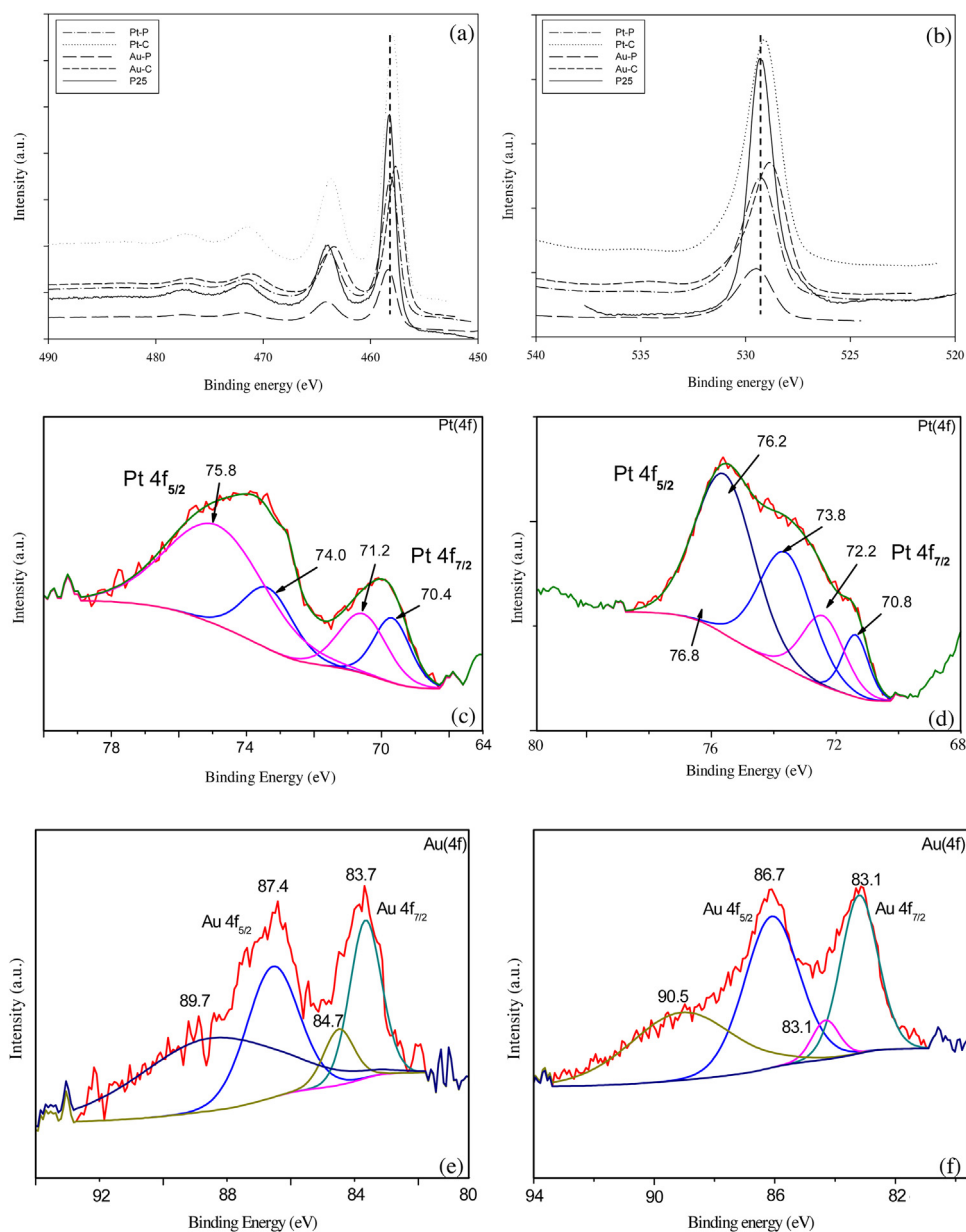 Pt-P
Pt-C
Au-P
Au-C
P25
(a)
Intensity (a.u.)
490 480 470 460 450
Binding energy (eV)
Pt-P
Pt-C
Au-P
Au-C
P25
(b)
Intensity (a.u.)
540 535 530 525 520
Binding energy (eV)
Pt(4f)
Pt 4f5/2
75.8
74.0
71.2
Pt 4f7/2
70.4
(c)
Intensity (a.u.)
78 74 70 64
Binding Energy (eV)
Pt(4f)
Pt 4f5/2
76.2
73.8
72.2
Pt 4f7/2
70.8
76.8
(d)
Intensity (a.u.)
80 76 72 68
Binding Energy (eV)
Au(4f)
87.4
83.7
Au 4f5/2
Au 4f7/2
89.7
84.7
(e)
Intensity (a.u.)
92 88 84 80
Binding Energy (eV)
Au(4f)
86.7
83.1
Au 4f5/2
Au 4f7/2
90.5
83.1
(f)
Intensity (a.u.)
94 90 86 82
Binding energy (eV)